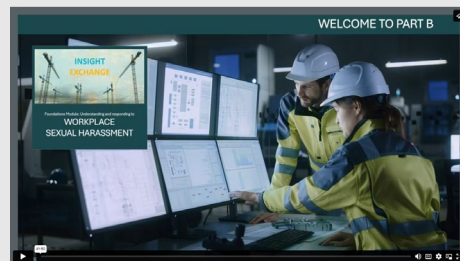 WELCOME TO PART B
INSIGHT
EXCHANGE
Foundations Module: Understanding and responding to
WORKPLACE
SEXUAL HARASSMENT